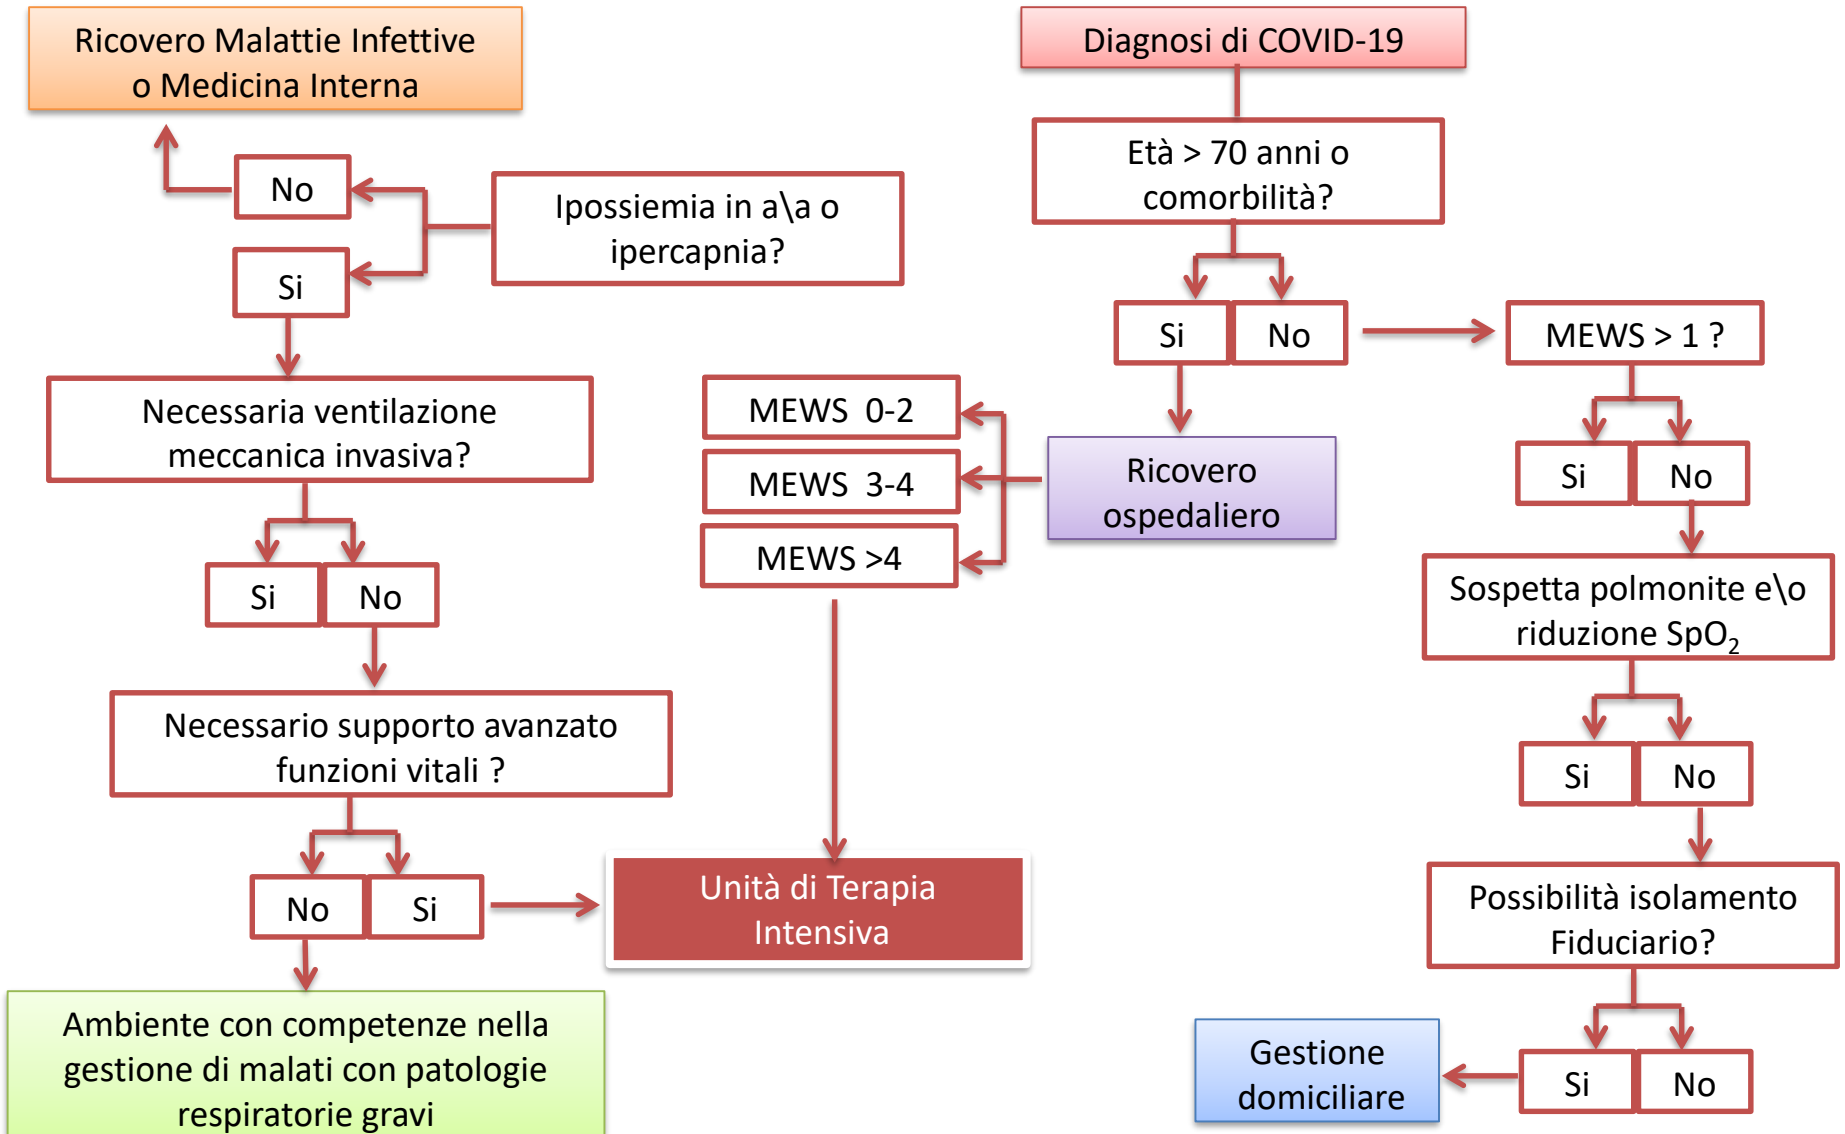 Ricovero Malattie Infettive
o Medicina Interna
No
Si
Ipossiemia in a\a o
ipercapnia?
Necessaria ventilazione
meccanica invasiva?
Si
No
Necessario supporto avanzato
funzioni vitali ?
No
Si
Ambiente con competenze nella
gestione di malati con patologie
respiratorie gravi
Diagnosi di COVID-19
Età > 70 anni o
comorbilità?
Si
No
MEWS 0-2
MEWS 3-4
MEWS >4
Ricovero
ospedaliero
Unità di Terapia
Intensiva
MEWS > 1 ?
Si
No
Sospetta polmonite e\o
riduzione SpO₂
Si
No
Possibilità isolamento
Fiduciario?
Si
No
Gestione
domiciliare